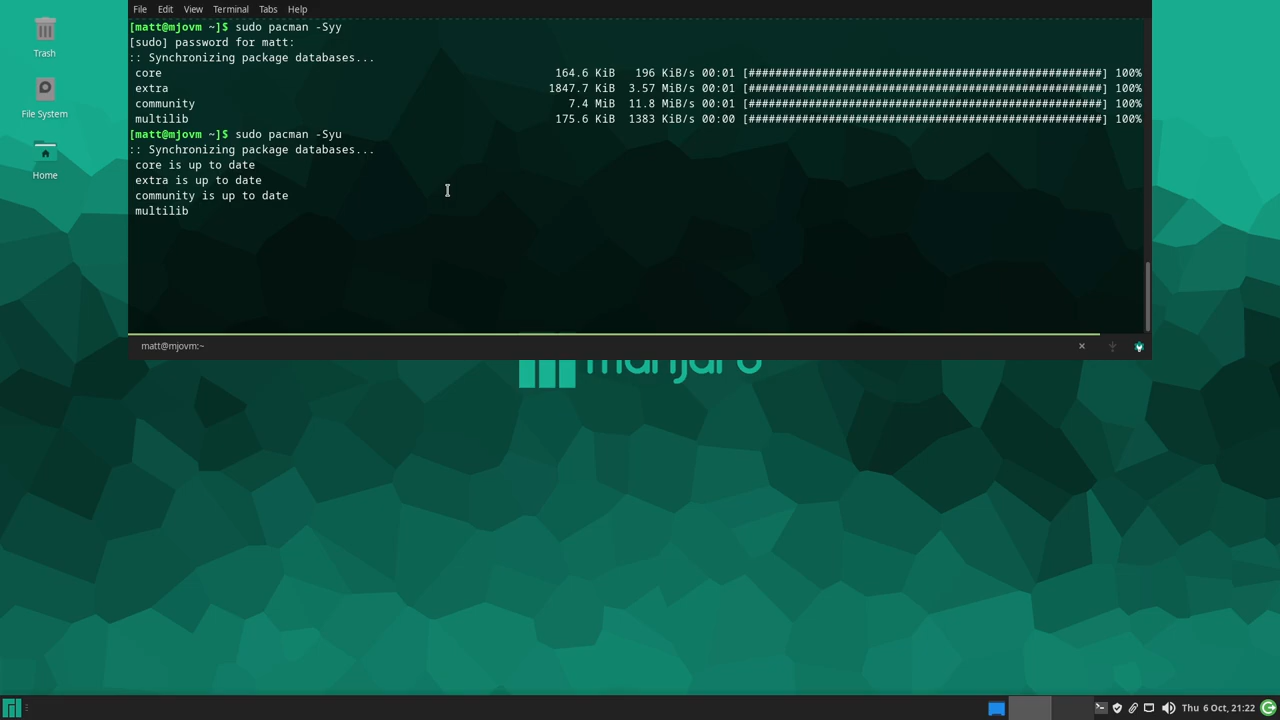 File Edit View Terminal Tabs Help
[matt@mjovm ~]$ sudo pacman -Syy
[sudo] password for matt:
:: Synchronizing package databases...
core 164.6 KiB 196 KiB/s 00:01 [#####################################################] 100%
extra 1847.7 KiB 3.57 MiB/s 00:01 [#####################################################] 100%
community 7.4 MiB 11.8 MiB/s 00:01 [#####################################################] 100%
multilib 175.6 KiB 1383 KiB/s 00:00 [#####################################################] 100%
[matt@mjovm ~]$ sudo pacman -Syu
:: Synchronizing package databases...
core is up to date
extra is up to date
community is up to date
multilib
matt@mjovm:~
Trash
File System
Home
manjaro
Thu 6 Oct, 21:22